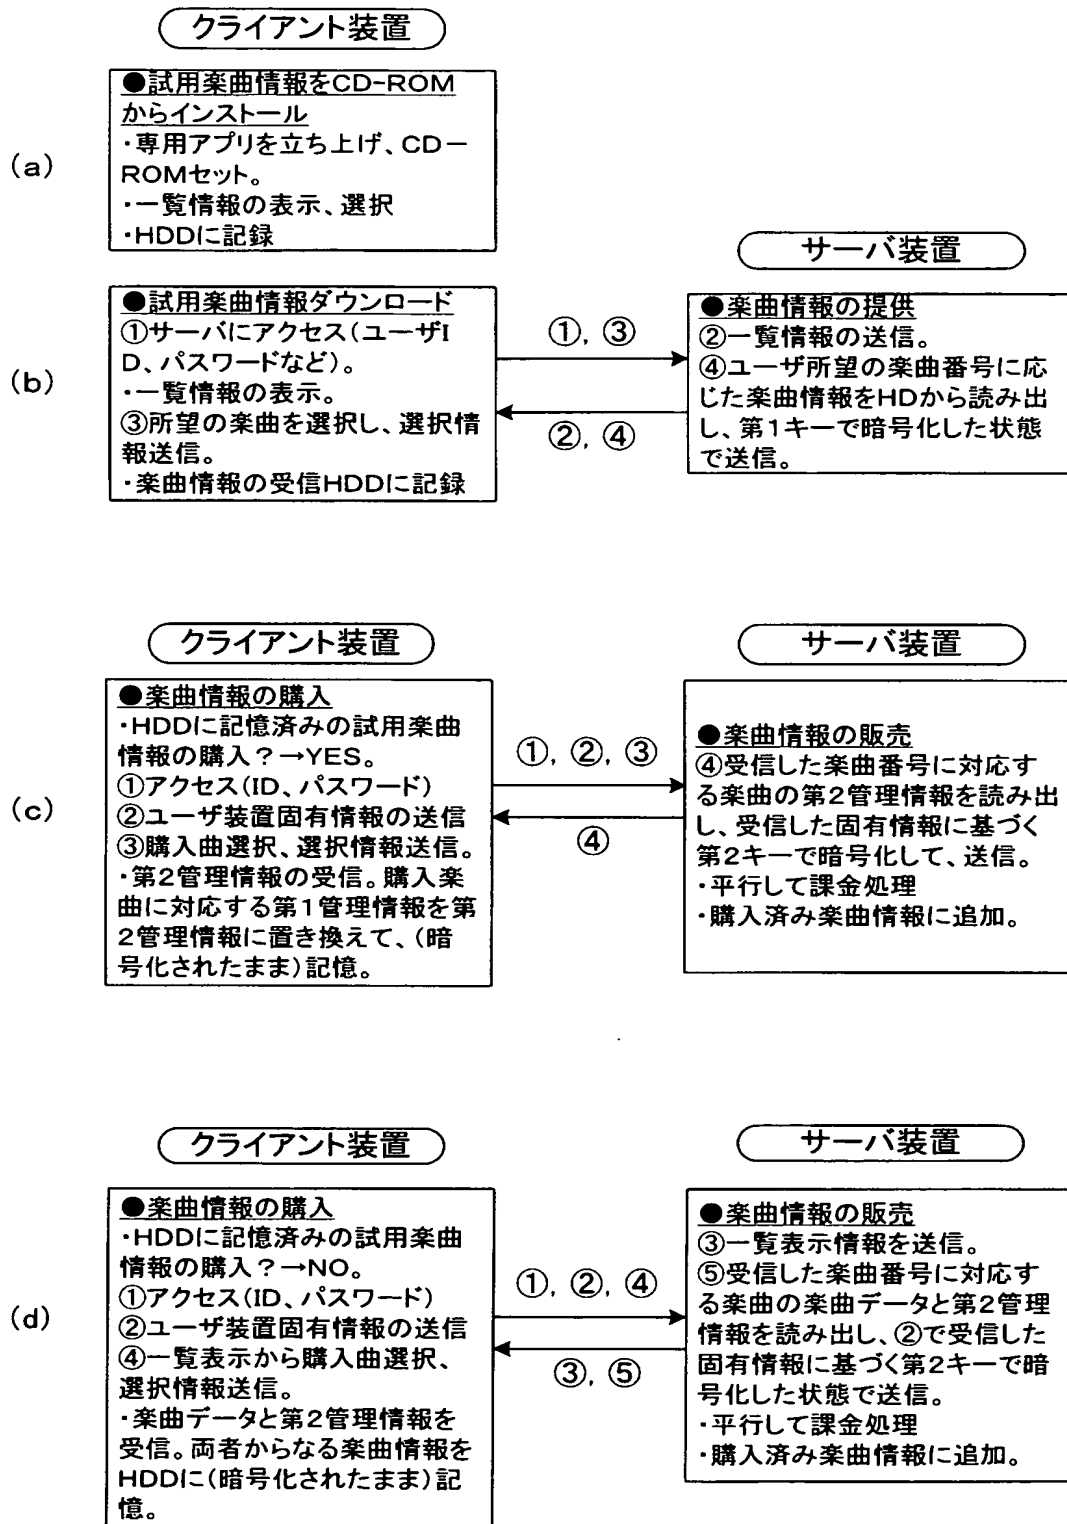 クライアント装置
(a)
●試用楽曲情報をCD-ROM
からインストール
・専用アプリを立ち上げ、CD－
ROMセット。
・一覧情報の表示、選択
・HDDに記録
サーバ装置
(b)
●試用楽曲情報ダウンロード
①サーバにアクセス(ユーザI
D、パスワードなど)。
・一覧情報の表示。
③所望の楽曲を選択し、選択情
報送信。
・楽曲情報の受信HDDに記録
①, ③
②, ④
●楽曲情報の提供
②一覧情報の送信。
④ユーザ所望の楽曲番号に応
じた楽曲情報をHDから読み出
し、第1キーで暗号化した状態
で送信。
クライアント装置
サーバ装置
(c)
●楽曲情報の購入
・HDDに記憶済みの試用楽曲
情報の購入？→YES。
①アクセス(ID、パスワード)
②ユーザ装置固有情報の送信
③購入曲選択、選択情報送信。
・第2管理情報の受信。購入楽
曲に対応する第1管理情報を第
2管理情報に置き換えて、(暗
号化されたまま)記憶。
①, ②, ③
④
●楽曲情報の販売
④受信した楽曲番号に対応す
る楽曲の第2管理情報を読み出
し、受信した固有情報に基づく
第2キーで暗号化して、送信。
・平行して課金処理
・購入済み楽曲情報に追加。
クライアント装置
サーバ装置
(d)
●楽曲情報の購入
・HDDに記憶済みの試用楽曲
情報の購入？→NO。
①アクセス(ID、パスワード)
②ユーザ装置固有情報の送信
④一覧表示から購入曲選択、
選択情報送信。
・楽曲データと第2管理情報を
受信。両者からなる楽曲情報を
HDDに(暗号化されたまま)記
憶。
①, ②, ④
③, ⑤
●楽曲情報の販売
③一覧表示情報を送信。
⑤受信した楽曲番号に対応す
る楽曲の楽曲データと第2管理
情報を読み出し、②で受信した
固有情報に基づく第2キーで暗
号化した状態で送信。
・平行して課金処理
・購入済み楽曲情報に追加。